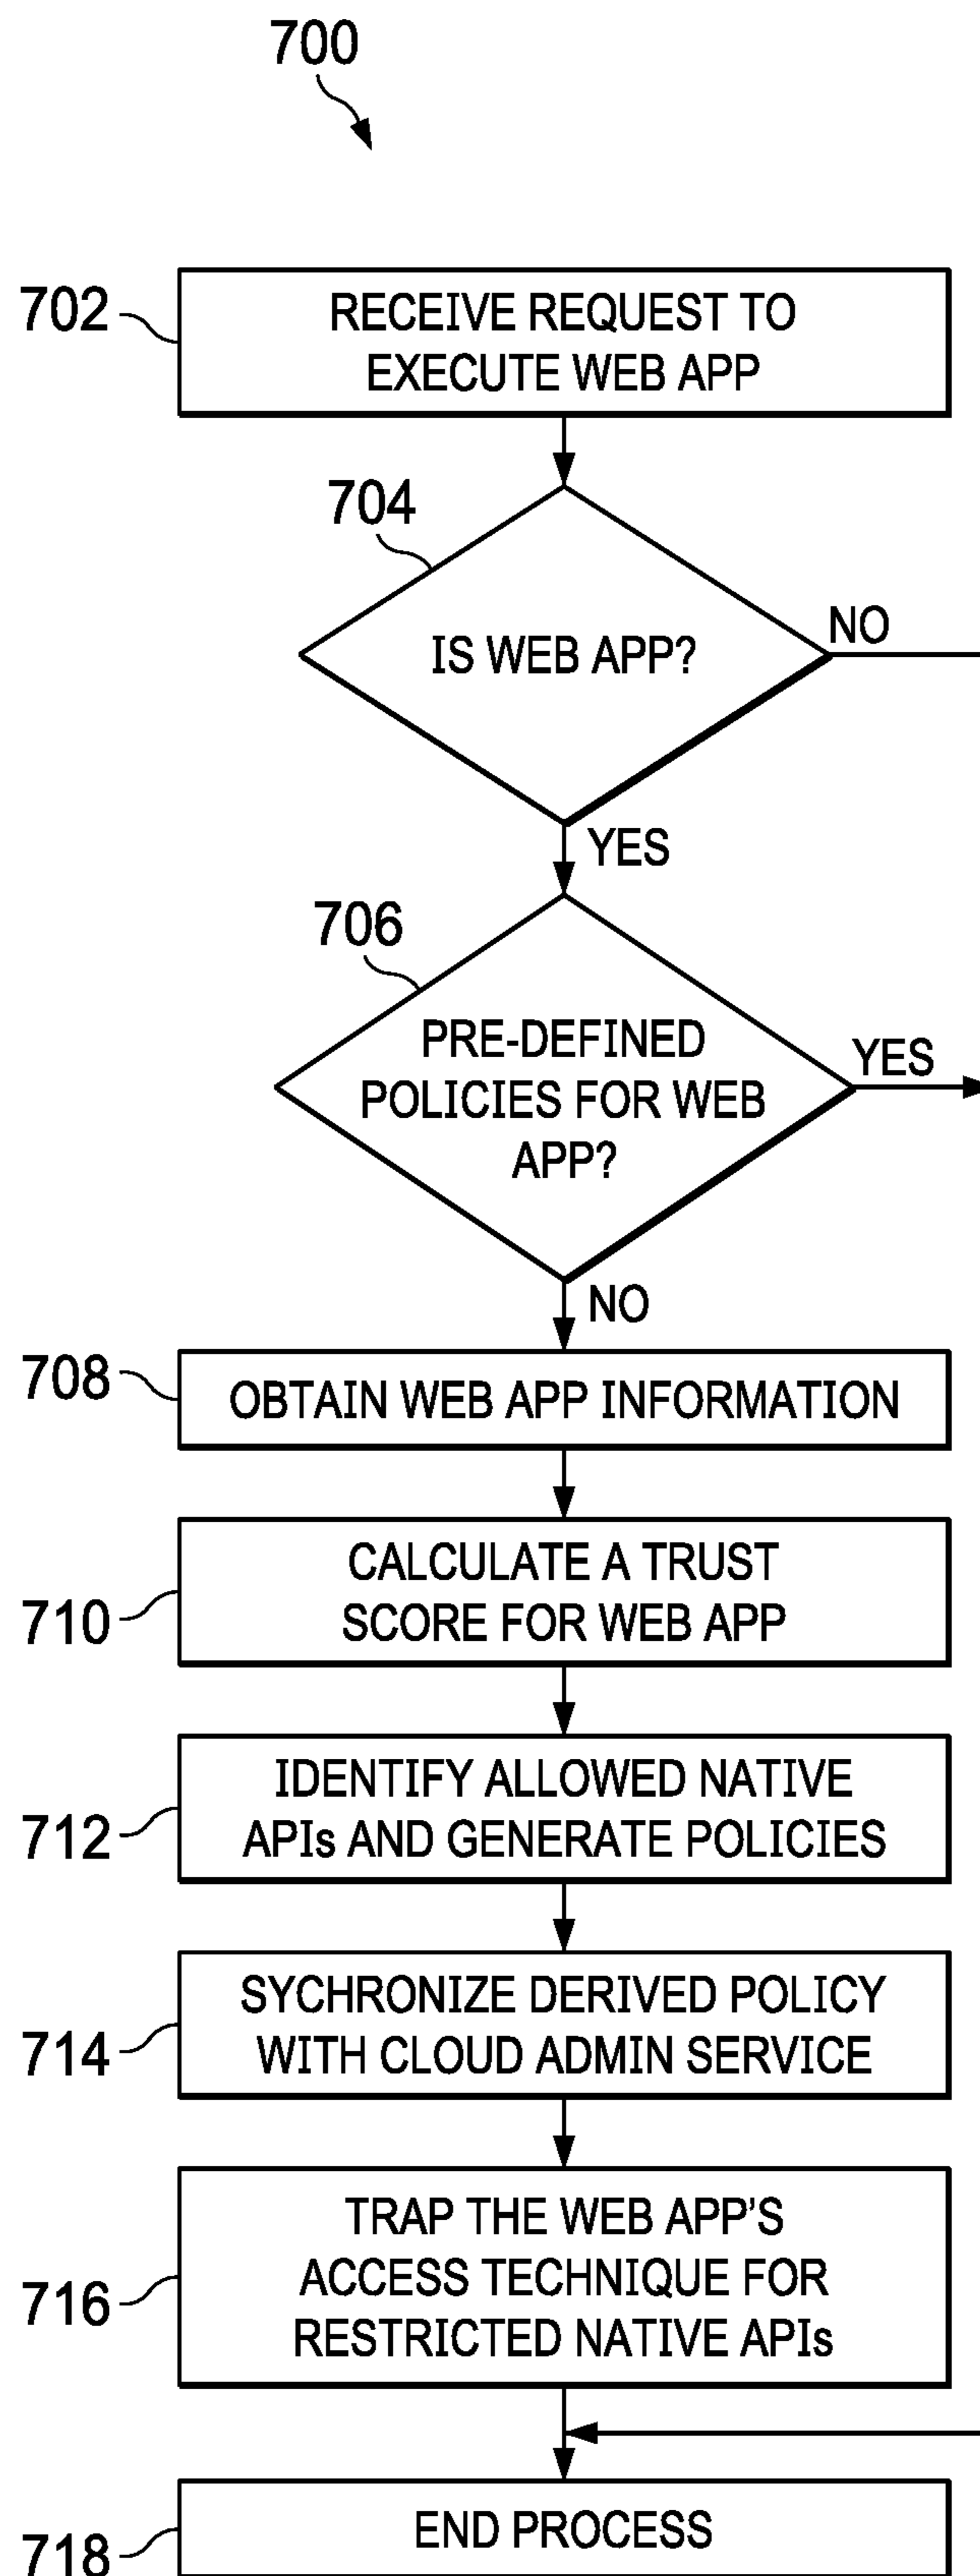 700
702
RECEIVE REQUEST TO
EXECUTE WEB APP
704
IS WEB APP?
NO
YES
706
PRE-DEFINED
POLICIES FOR WEB
APP?
YES
NO
708
OBTAIN WEB APP INFORMATION
710
CALCULATE A TRUST
SCORE FOR WEB APP
712
IDENTIFY ALLOWED NATIVE
APIs AND GENERATE POLICIES
714
SYCHRONIZE DERIVED POLICY
WITH CLOUD ADMIN SERVICE
716
TRAP THE WEB APP'S
ACCESS TECHNIQUE FOR
RESTRICTED NATIVE APIs
718
END PROCESS